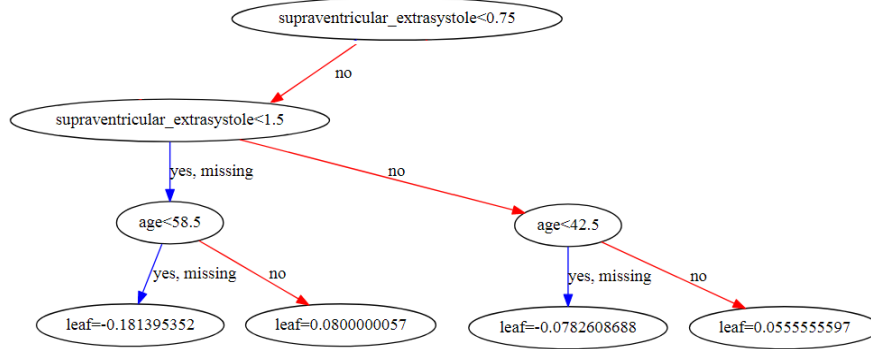 supraventricular_extrasystole<0.75
no
supraventricular_extrasystole<1.5
yes, missing
no
age<58.5
age<42.5
yes, missing
no
yes, missing
no
leaf=-0.181395352
leaf=0.0800000057
leaf=-0.0782608688
leaf=0.0555555597